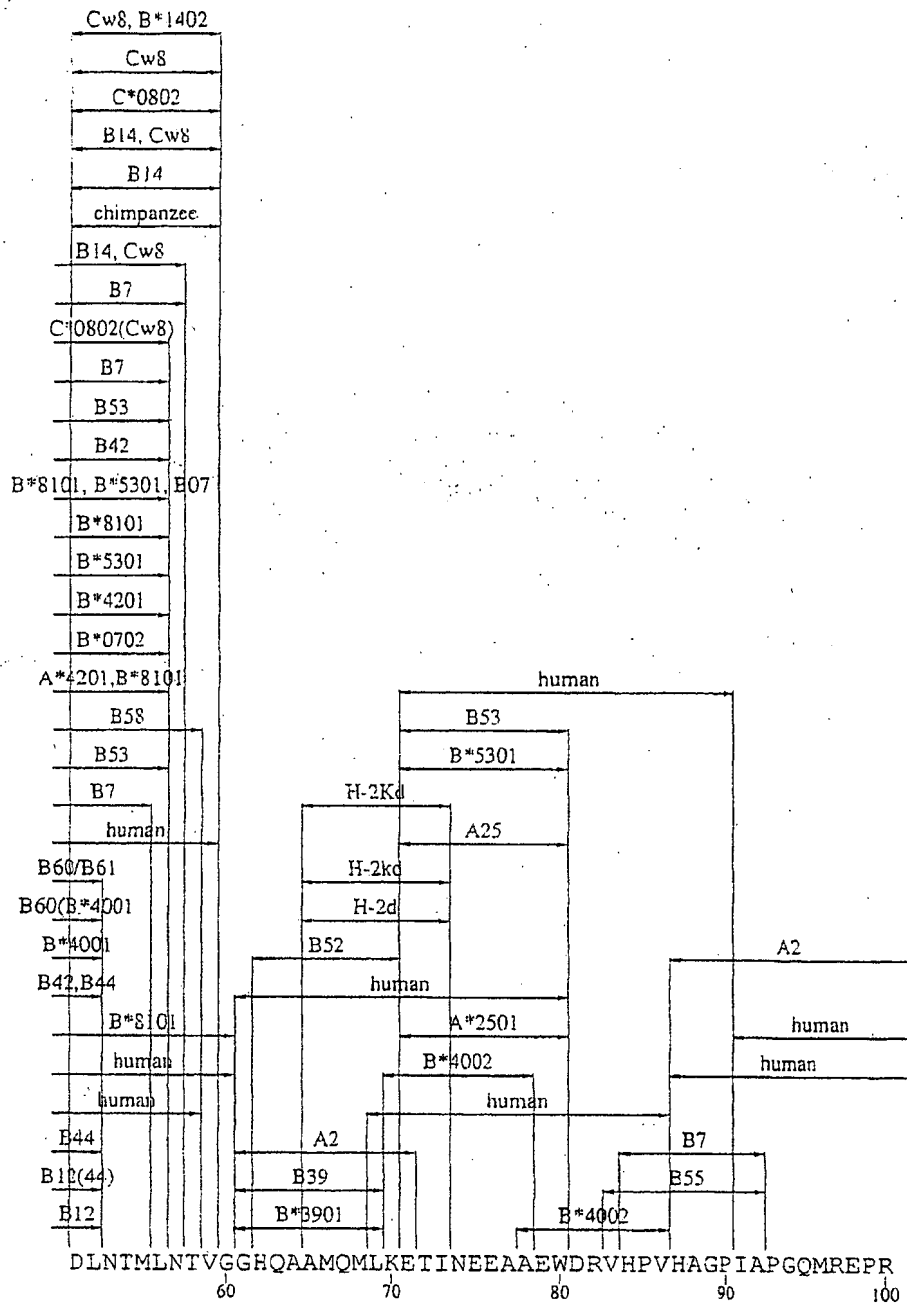 Cw8, B*1402
Cw8
C*0802
B14, Cw8
B14
chimpanzee
B14, Cw8
B7
C*0802(Cw8)
B7
B53
B42
B*8101, B*5301, B07
B*8101
B*5301
B*4201
B*0702
A*4201,B*8101
human
B58
B53
B53
B*5301
B7
H-2Kd
human
A25
B60/B61
H-2kd
B60(B*4001
H-2d
B*4001
B52
A2
B42,B44
human
B*8101
A*2501
human
human
B*4002
human
human
human
B44
A2
B7
B12(44)
B39
B55
B12
B*3901
B*4002
DLNTMLNTVGGHQAAMQMLKETINEEAAEWDRVHPVHAGPIAPGQMREPR
60 70 80 90 100